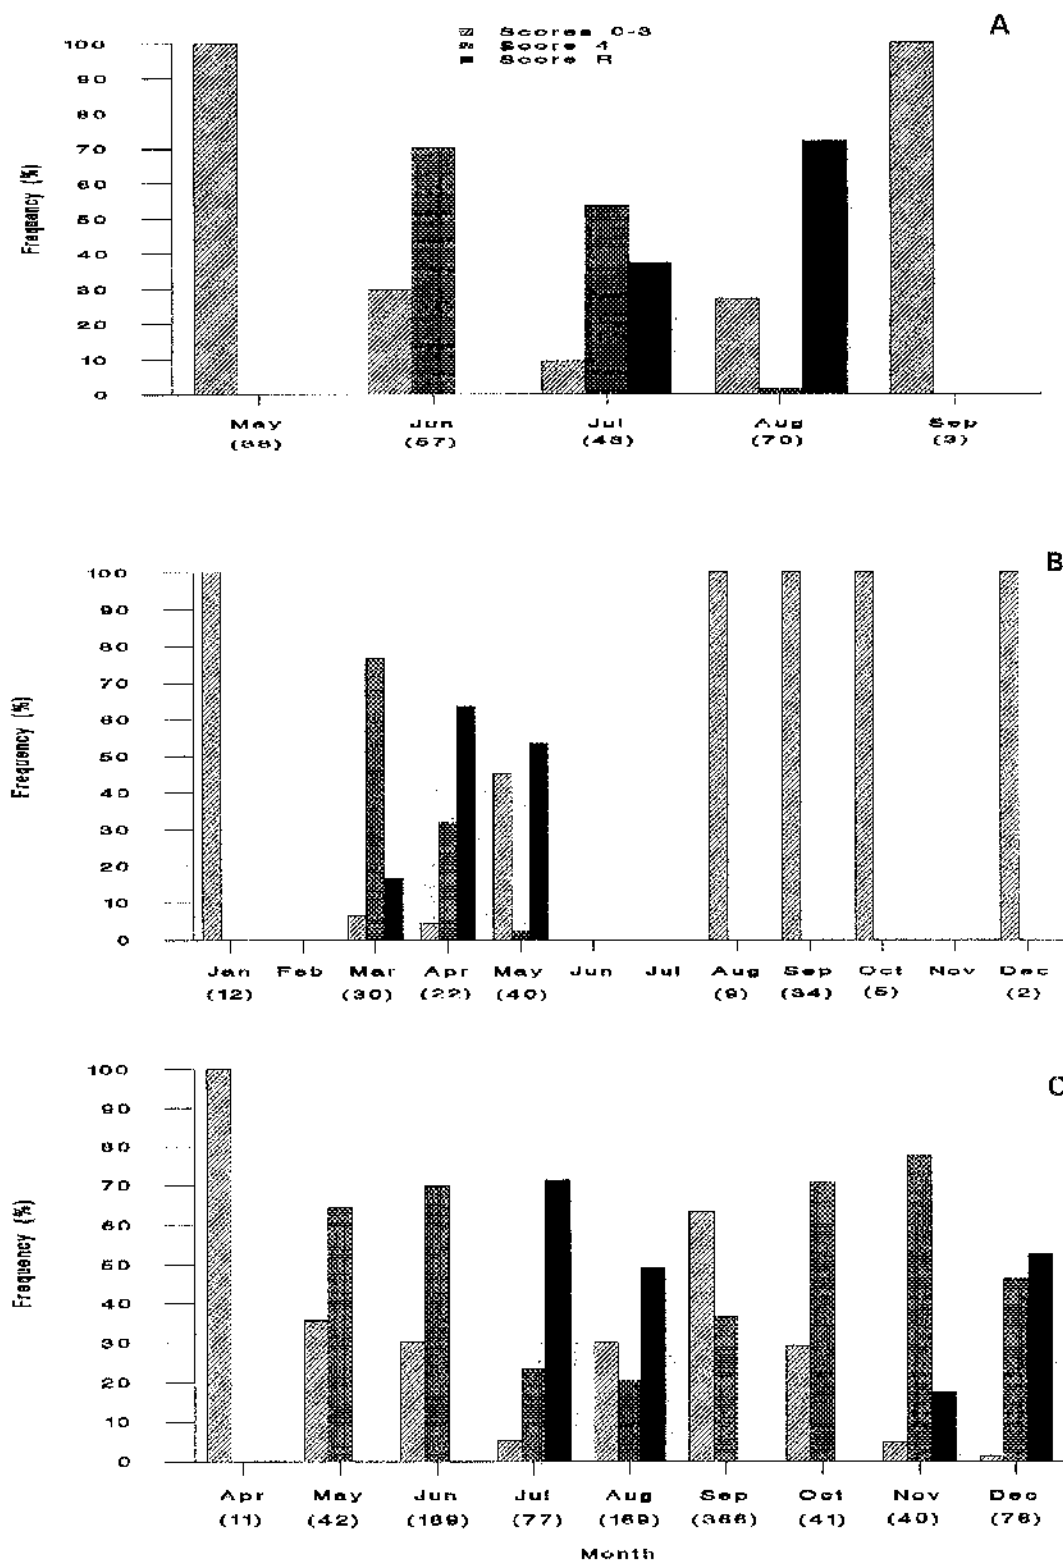 A
Scores 0-3
Score 4
Score R
100
90
80
70
60
50
40
30
20
10
0
Frequency (%)
May Jun Jul Aug Sep
(38) (57) (48) (70) (3)
B
100
90
80
70
60
50
40
30
20
10
0
Frequency (%)
Jan Feb Mar Apr May Jun Jul Aug Sep Oct Nov Dec
(12) (30) (22) (40) (9) (34) (5) (2)
C
100
90
80
70
60
50
40
30
20
10
0
Frequency (%)
Apr May Jun Jul Aug Sep Oct Nov Dec
(11) (42) (77) (41) (40)
Month